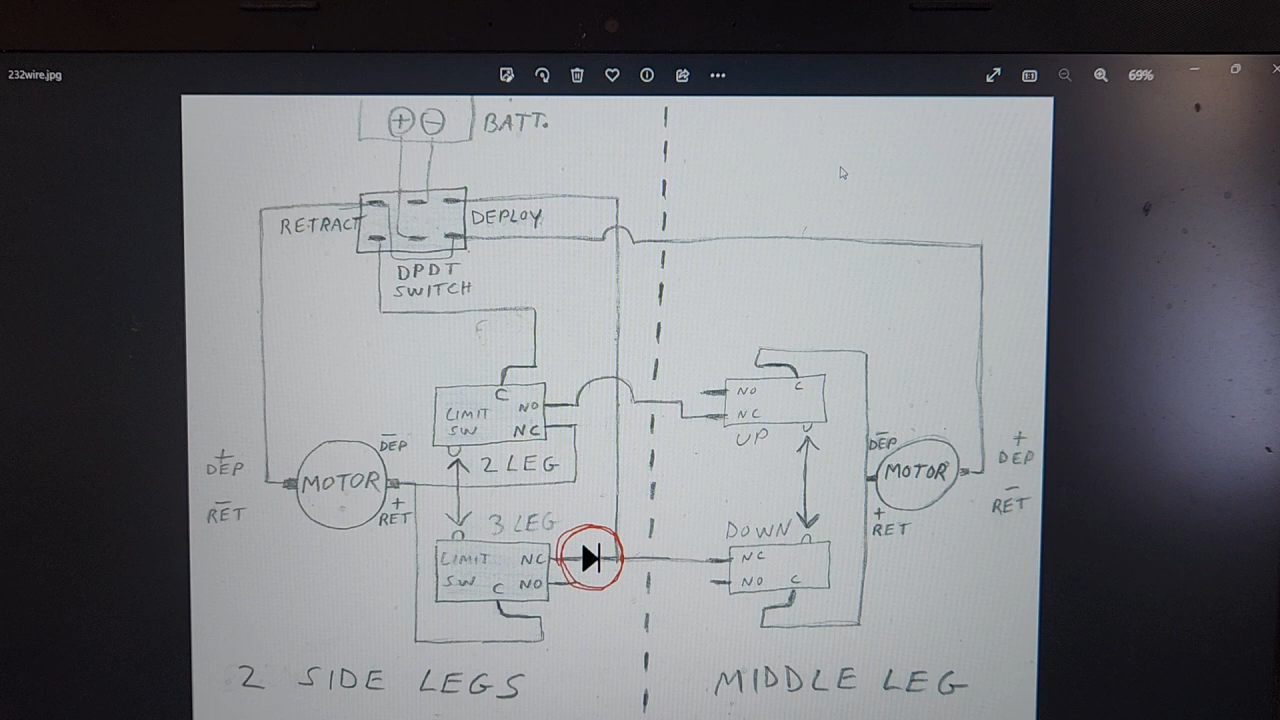 232wire.jpg
69%
+ − BATT.
RETRACT
DEPLOY
DPDT
SWITCH
C
NO
LIMIT
SW
NC
2 LEG
NO
C
NC
UP
+
DEP
−
RET
MOTOR
−
DEP
+
RET
−
DEP
+
RET
MOTOR
+
DEP
−
RET
3 LEG
LIMIT
SW
NC
C
NO
DOWN
NC
NO
C
2 SIDE LEGS
MIDDLE LEG